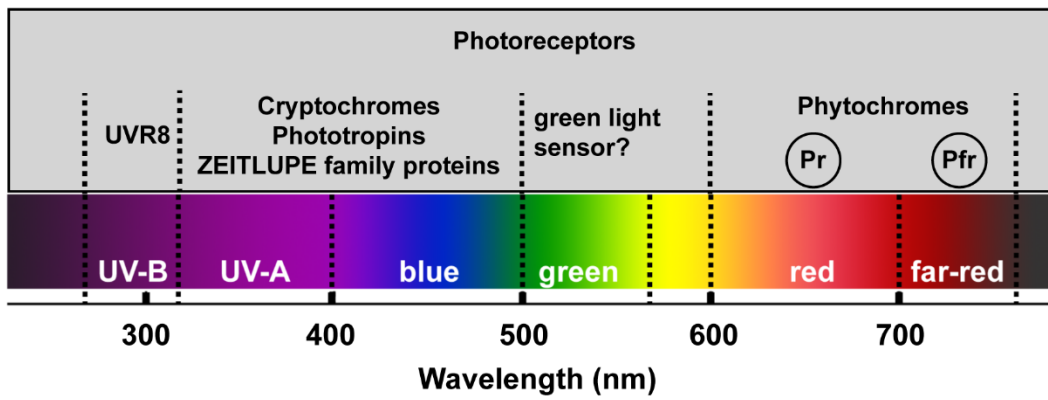 Photoreceptors
UVR8
Cryptochromes
Phototropins
ZEITLUPE family proteins
green light
sensor?
Phytochromes
Pr
Pfr
UV-B
UV-A
blue
green
red
far-red
300
400
500
600
700
Wavelength (nm)